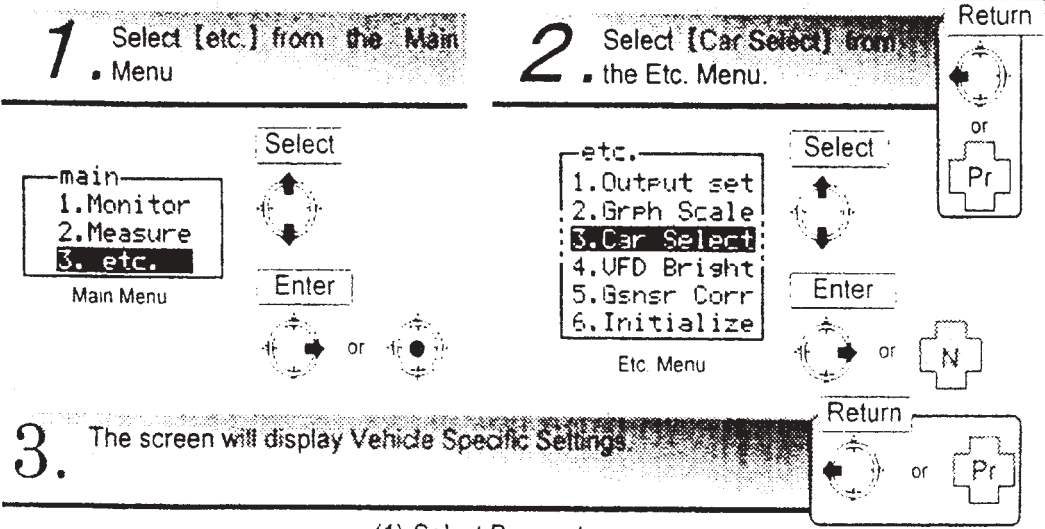 1. Select [etc.] from the Main
Menu
main
1.Monitor
2.Measure
3. etc.
Main Menu
Select
Enter
or
2. Select [Car Select] from
the Etc. Menu.
Return
or
Pr
etc.
1.Output set
2.Grph Scale
3.Car Select
4.VFD Bright
5.Gsnsr Corr
6.Initialize
Etc. Menu
Select
Enter
or
N
3. The screen will display Vehicle Specific Settings.
Return
or
Pr
(1) Select